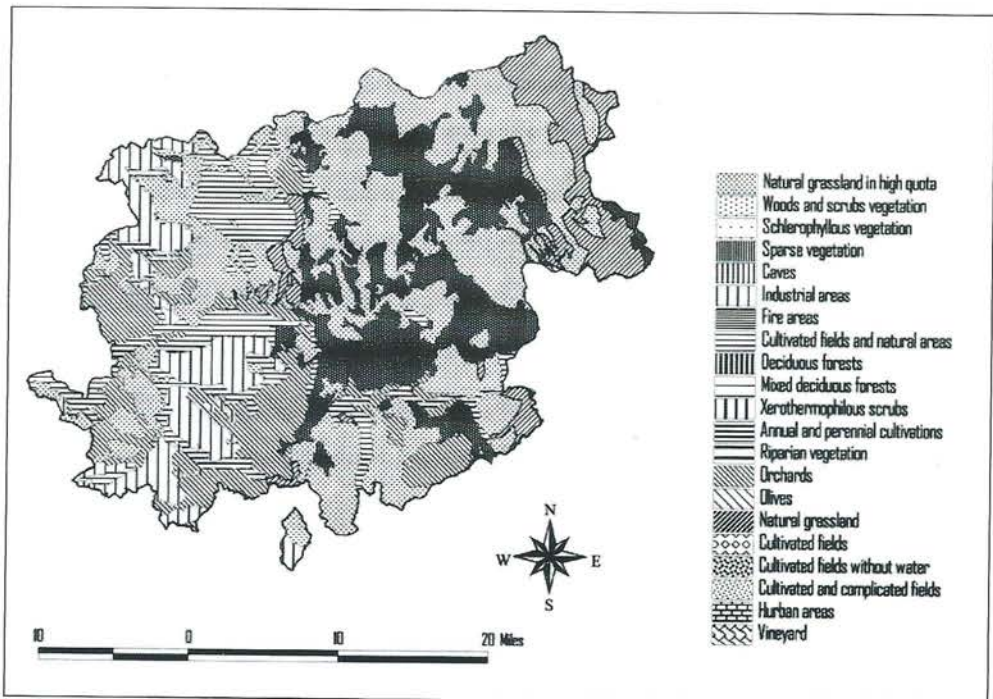 Natural grassland in high quota
Woods and scrubs vegetation
Schlerophyllous vegetation
Sparse vegetation
Caves
Industrial areas
Fire areas
Cultivated fields and natural areas
Deciduous forests
Mixed deciduous forests
Xerothermophilous scrubs
Annual and perennial cultivations
Riparian vegetation
Orchards
Olives
Natural grassland
Cultivated fields
Cultivated fields without water
Cultivated and complicated fields
Hurban areas
Vineyard
N
W E
S
10 0 10 20 Miles